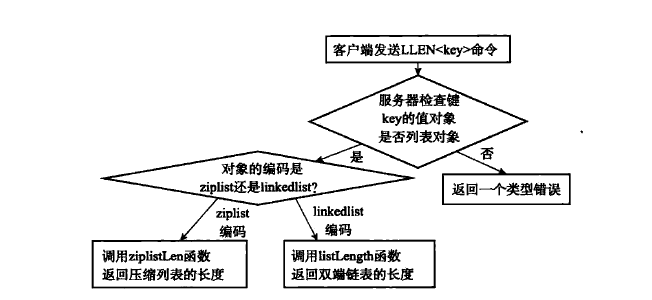 客户端发送LLEN<key>命令
服务器检查键
key的值对象
是否列表对象
是
否
对象的编码是
ziplist还是linkedlist?
返回一个类型错误
ziplist
编码
linkedlist
编码
调用ziplistLen函数
返回压缩列表的长度
调用listLength函数
返回双端链表的长度